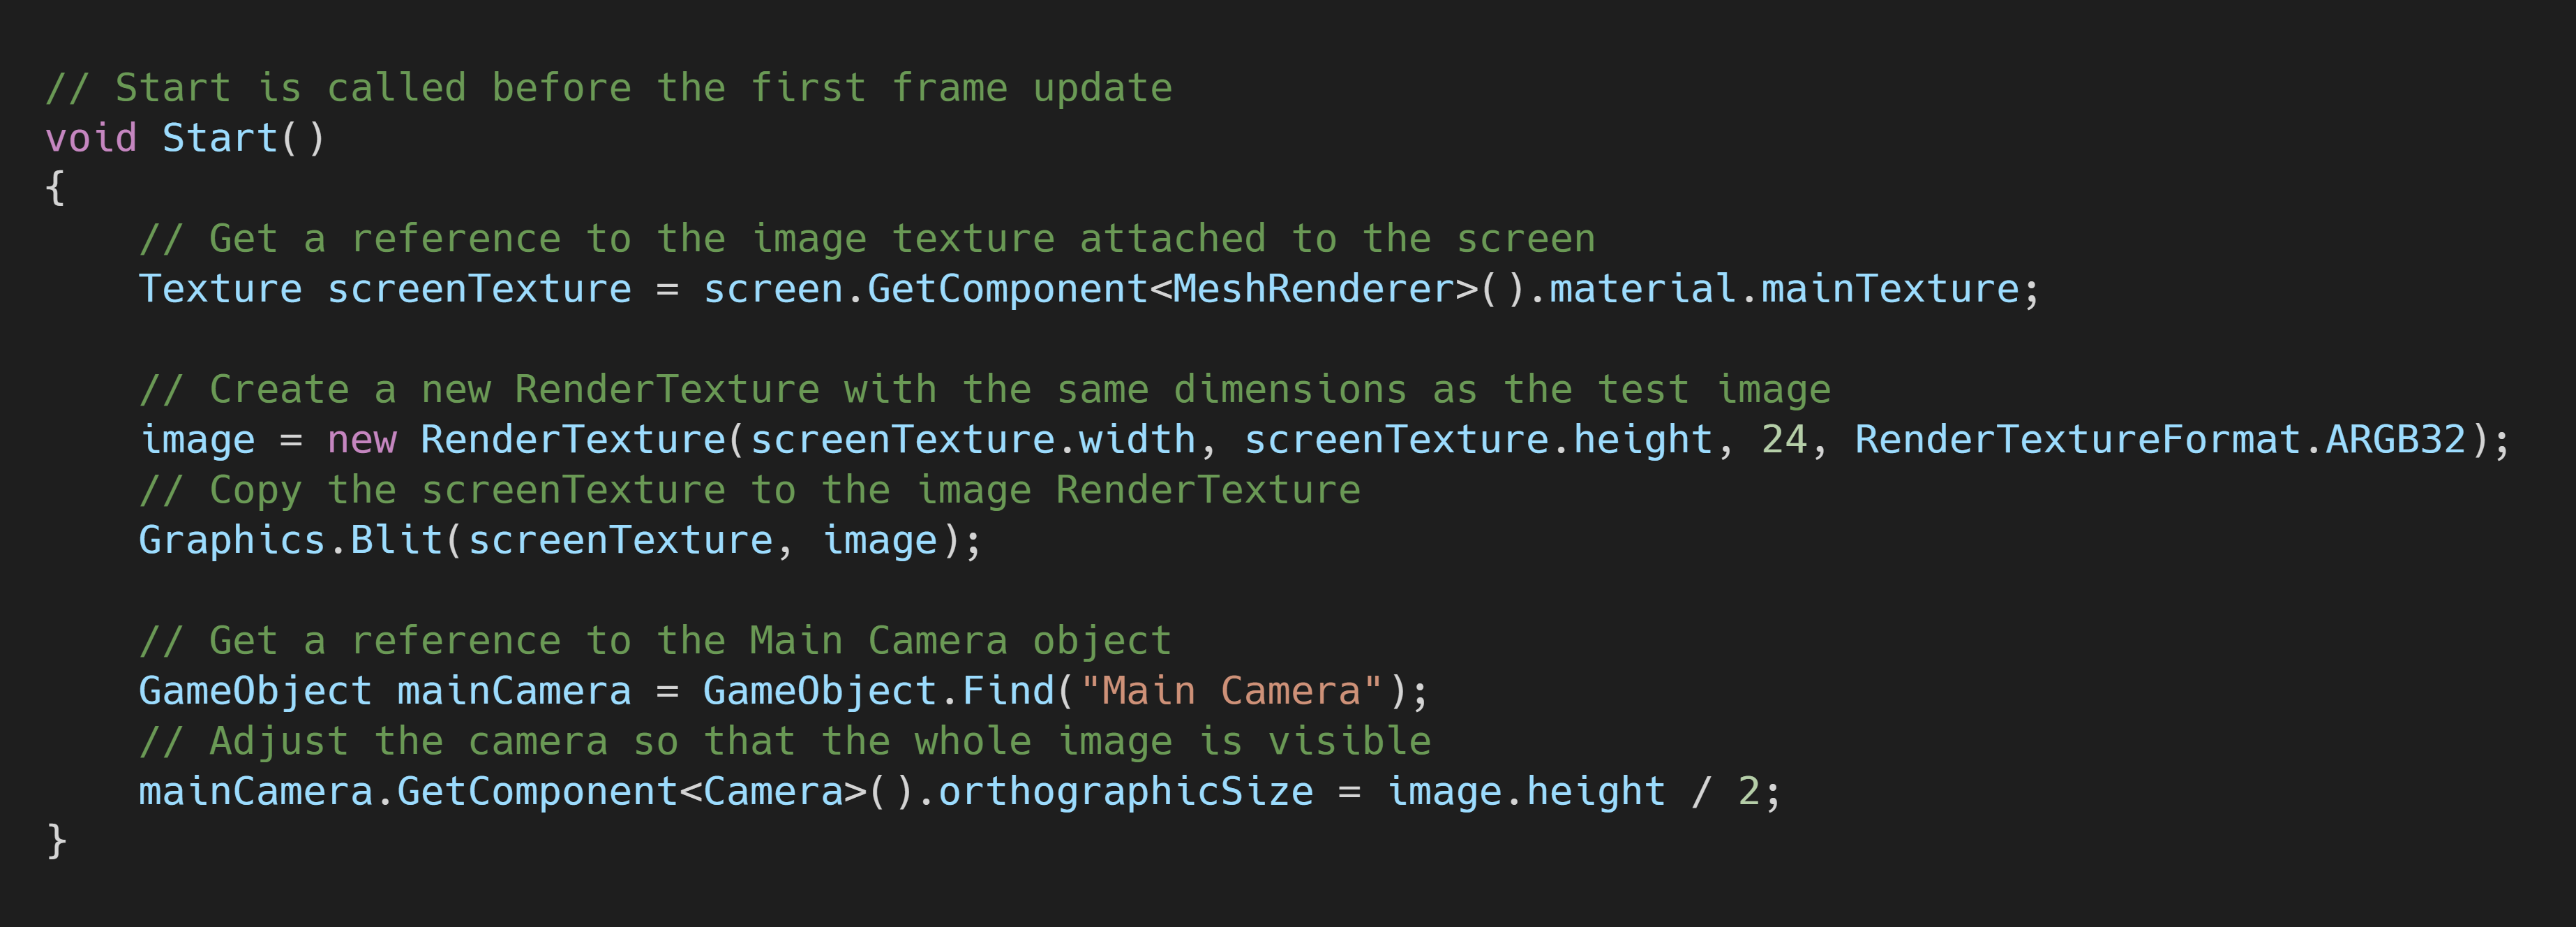 // Start is called before the first frame update
void Start()
{
    // Get a reference to the image texture attached to the screen
    Texture screenTexture = screen.GetComponent<MeshRenderer>().material.mainTexture;

    // Create a new RenderTexture with the same dimensions as the test image
    image = new RenderTexture(screenTexture.width, screenTexture.height, 24, RenderTextureFormat.ARGB32);
    // Copy the screenTexture to the image RenderTexture
    Graphics.Blit(screenTexture, image);

    // Get a reference to the Main Camera object
    GameObject mainCamera = GameObject.Find("Main Camera");
    // Adjust the camera so that the whole image is visible
    mainCamera.GetComponent<Camera>().orthographicSize = image.height / 2;
}